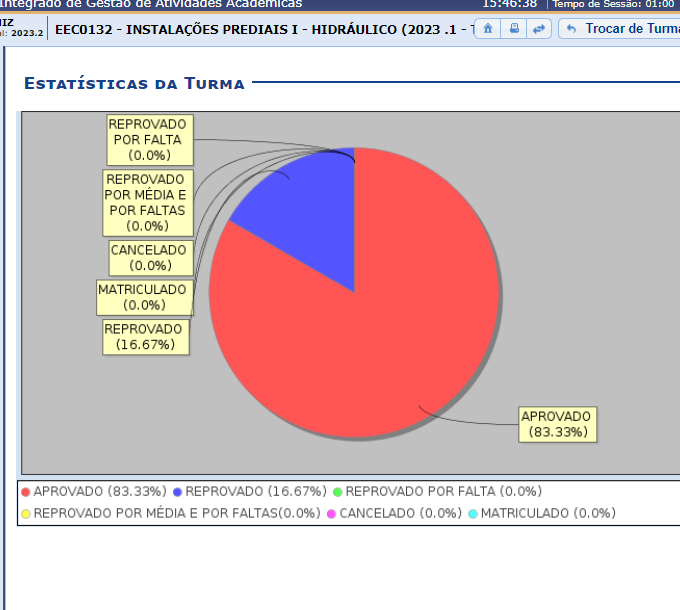 Integrado de Gestão de Atividades Acadêmicas 15:46:38 Tempo de Sessão: 01:00
IZ
al: 2023.2 EEC0132 - INSTALAÇÕES PREDIAIS I - HIDRÁULICO (2023 .1 - T Trocar de Turma
Estatísticas da Turma
REPROVADO
POR FALTA
(0.0%)
REPROVADO
POR MÉDIA E
POR FALTAS
(0.0%)
CANCELADO
(0.0%)
MATRICULADO
(0.0%)
REPROVADO
(16.67%)
APROVADO
(83.33%)
APROVADO (83.33%) REPROVADO (16.67%) REPROVADO POR FALTA (0.0%)
REPROVADO POR MÉDIA E POR FALTAS(0.0%) CANCELADO (0.0%) MATRICULADO (0.0%)